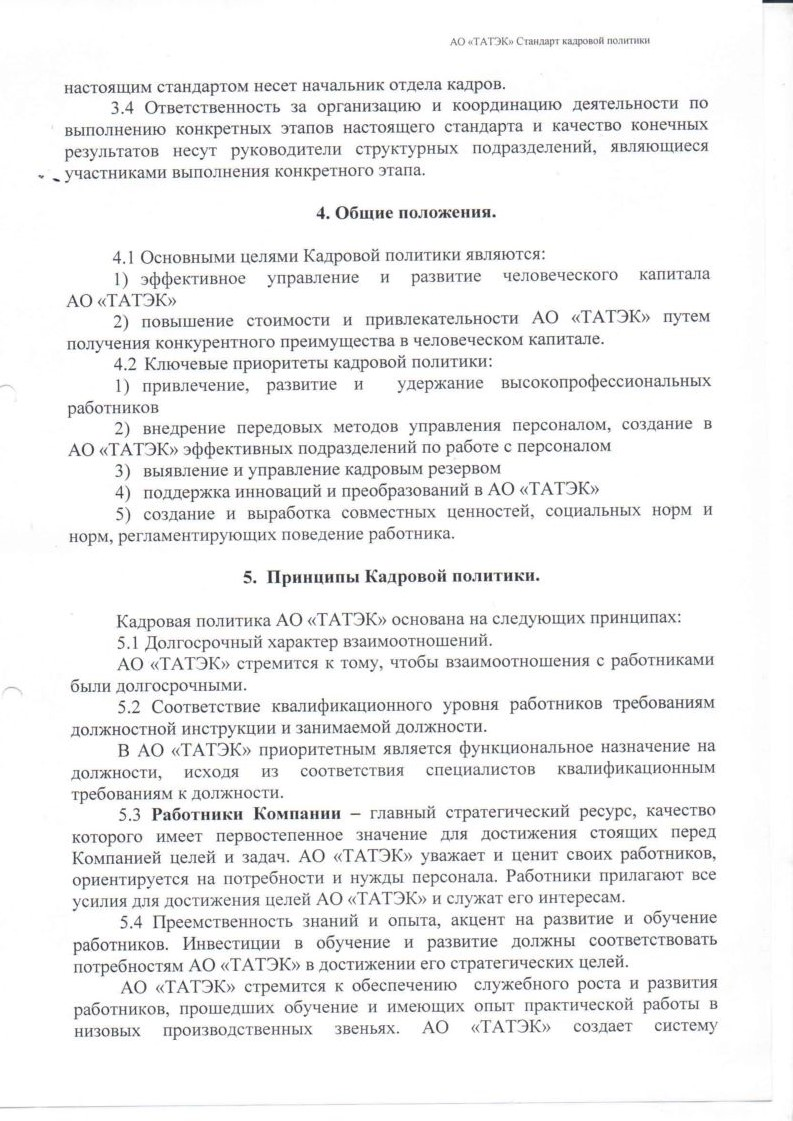 АО «ТАТЭК» Стандарт кадровой политики
настоящим стандартом несет начальник отдела кадров.
3.4 Ответственность за организацию и координацию деятельности по
выполнению конкретных этапов настоящего стандарта и качество конечных
результатов несут руководители структурных подразделений, являющиеся
участниками выполнения конкретного этапа.
4. Общие положения.
4.1 Основными целями Кадровой политики являются:
1) эффективное управление и развитие человеческого капитала
АО «ТАТЭК»
2) повышение стоимости и привлекательности АО «ТАТЭК» путем
получения конкурентного преимущества в человеческом капитале.
4.2 Ключевые приоритеты кадровой политики:
1) привлечение, развитие и удержание высокопрофессиональных
работников
2) внедрение передовых методов управления персоналом, создание в
АО «ТАТЭК» эффективных подразделений по работе с персоналом
3) выявление и управление кадровым резервом
4) поддержка инноваций и преобразований в АО «ТАТЭК»
5) создание и выработка совместных ценностей, социальных норм и
норм, регламентирующих поведение работника.
5. Принципы Кадровой политики.
Кадровая политика АО «ТАТЭК» основана на следующих принципах:
5.1 Долгосрочный характер взаимоотношений.
АО «ТАТЭК» стремится к тому, чтобы взаимоотношения с работниками
были долгосрочными.
5.2 Соответствие квалификационного уровня работников требованиям
должностной инструкции и занимаемой должности.
В АО «ТАТЭК» приоритетным является функциональное назначение на
должности, исходя из соответствия специалистов квалификационным
требованиям к должности.
5.3 Работники Компании – главный стратегический ресурс, качество
которого имеет первостепенное значение для достижения стоящих перед
Компанией целей и задач. АО «ТАТЭК» уважает и ценит своих работников,
ориентируется на потребности и нужды персонала. Работники прилагают все
усилия для достижения целей АО «ТАТЭК» и служат его интересам.
5.4 Преемственность знаний и опыта, акцент на развитие и обучение
работников. Инвестиции в обучение и развитие должны соответствовать
потребностям АО «ТАТЭК» в достижении его стратегических целей.
АО «ТАТЭК» стремится к обеспечению служебного роста и развития
работников, прошедших обучение и имеющих опыт практической работы в
низовых производственных звеньях. АО «ТАТЭК» создает систему